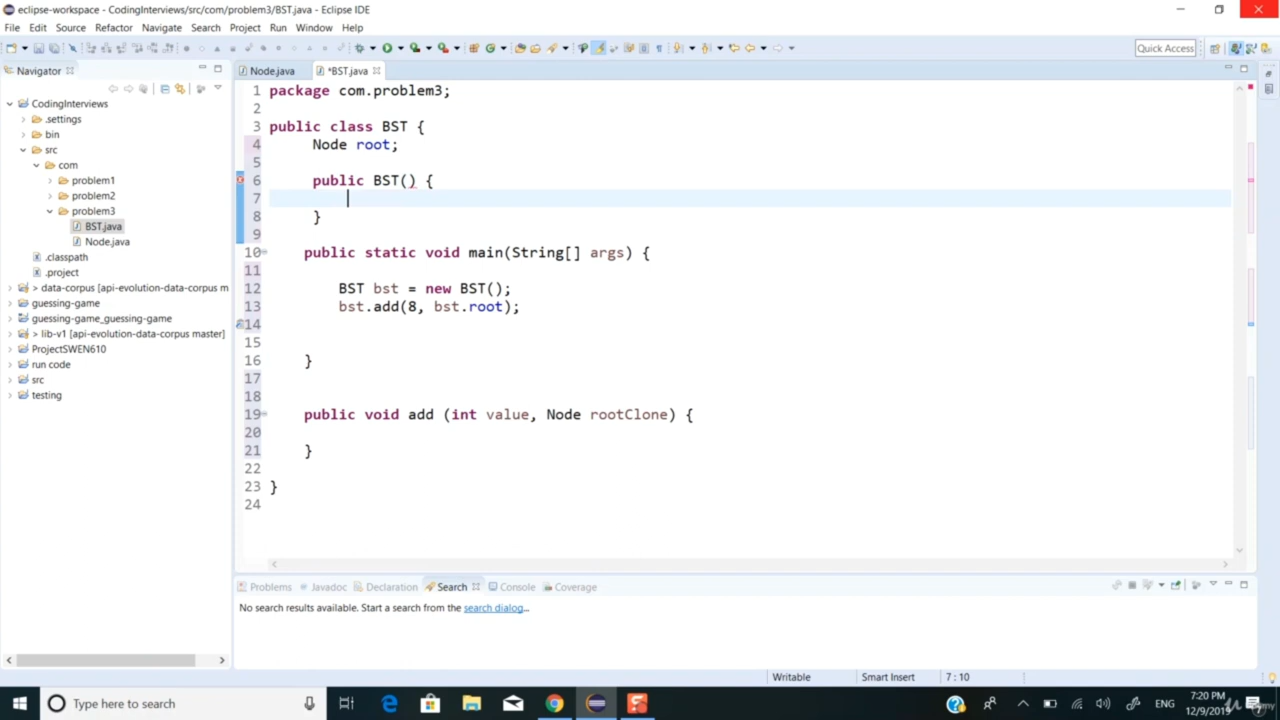 eclipse-workspace - CodingInterviews/src/com/problem3/BST.java - Eclipse IDE
File Edit Source Refactor Navigate Search Project Run Window Help
Quick Access
Navigator
Node.java *BST.java
CodingInterviews
.settings
bin
src
com
problem1
problem2
problem3
BST.java
Node.java
.classpath
.project
> data-corpus [api-evolution-data-corpus m
guessing-game
guessing-game_guessing-game
> lib-v1 [api-evolution-data-corpus master]
ProjectSWEN610
run code
src
testing
1 package com.problem3;
2
3 public class BST {
4 Node root;
5
6 public BST() {
7
8 }
9
10 public static void main(String[] args) {
11
12 BST bst = new BST();
13 bst.add(8, bst.root);
14
15
16 }
17
18
19 public void add (int value, Node rootClone) {
20
21 }
22
23 }
24
Problems Javadoc Declaration Search Console Coverage
No search results available. Start a search from the search dialog...
Writable Smart Insert 7 : 10
Type here to search
ENG
7:20 PM